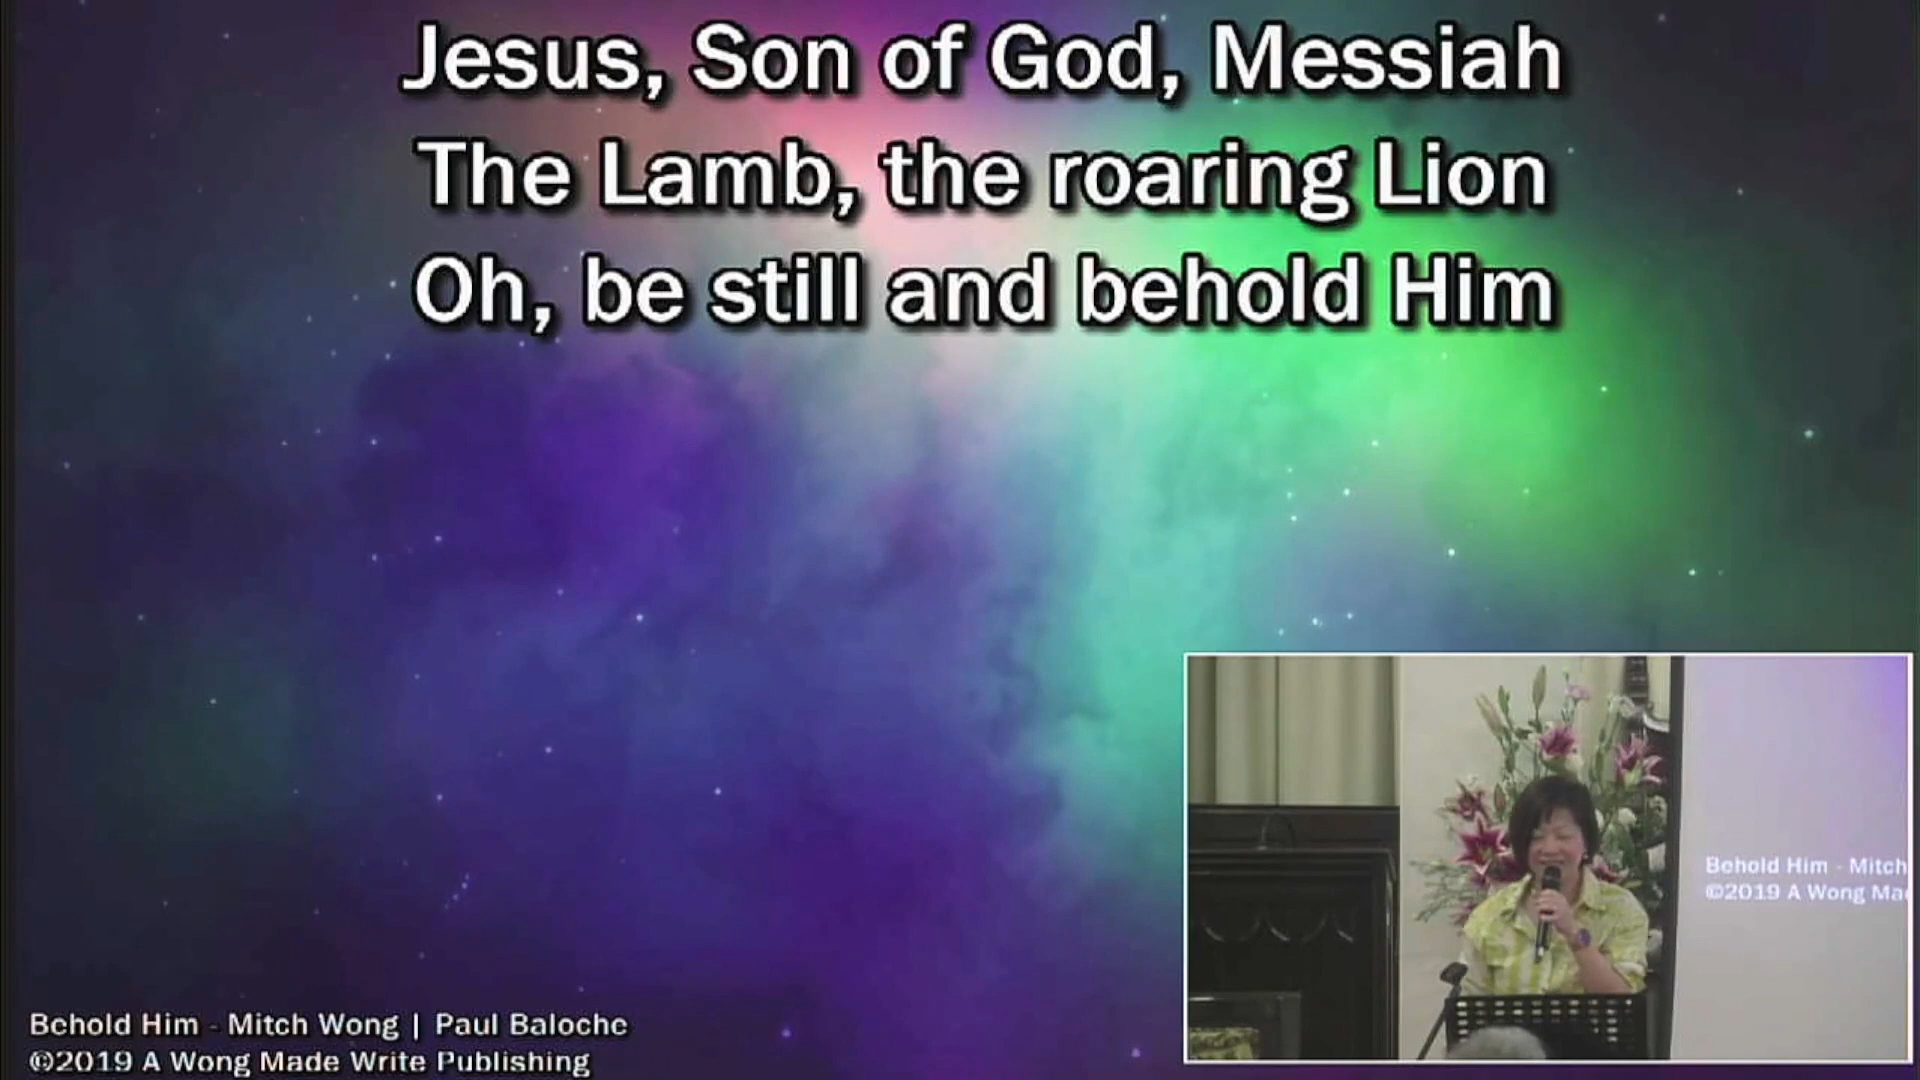 Jesus, Son of God, Messiah
The Lamb, the roaring Lion
Oh, be still and behold Him
Behold Him - Mitch Wong | Paul Baloche
©2019 A Wong Made Write Publishing
Behold Him - Mitch
©2019 A Wong Mad